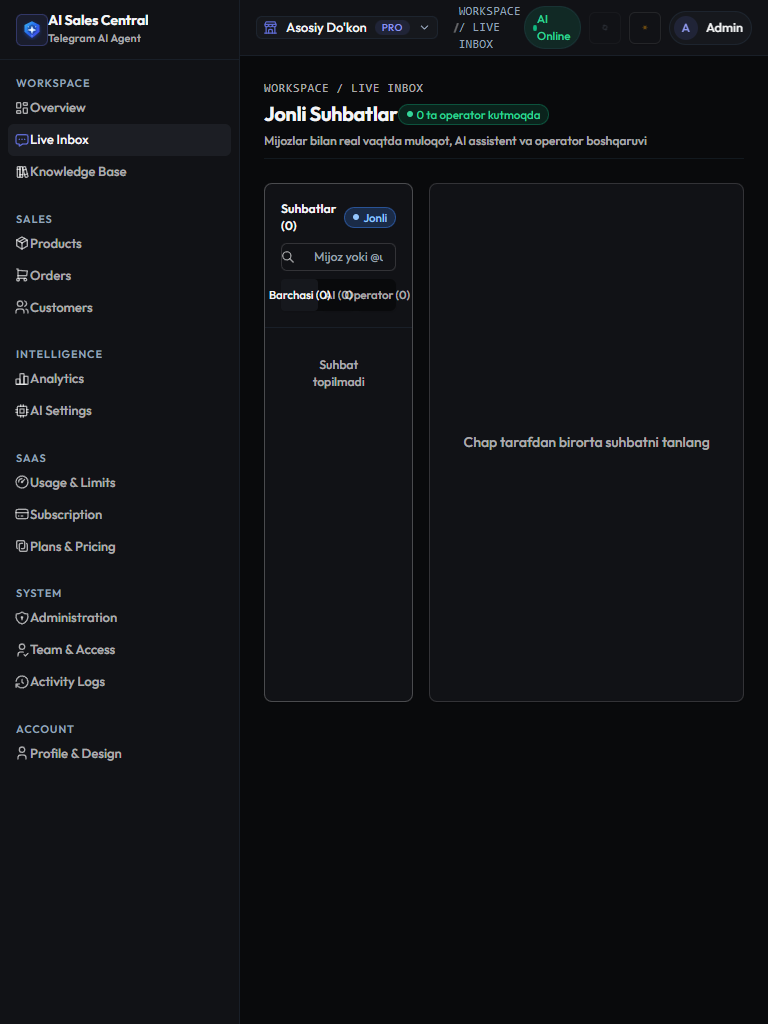 AI Sales Central
Telegram AI Agent
WORKSPACE
Overview
Live Inbox
Knowledge Base
SALES
Products
Orders
Customers
INTELLIGENCE
Analytics
AI Settings
SAAS
Usage & Limits
Subscription
Plans & Pricing
SYSTEM
Administration
Team & Access
Activity Logs
ACCOUNT
Profile & Design
Asosiy Do'kon PRO
WORKSPACE
// LIVE
INBOX
AI
Online
A Admin
WORKSPACE / LIVE INBOX
Jonli Suhbatlar 0 ta operator kutmoqda
Mijozlar bilan real vaqtda muloqot, AI assistent va operator boshqaruvi
Suhbatlar
(0)
Jonli
Mijoz yoki @u
Barchasi (0) AI (0) Operator (0)
Suhbat
topilmadi
Chap tarafdan birorta suhbatni tanlang